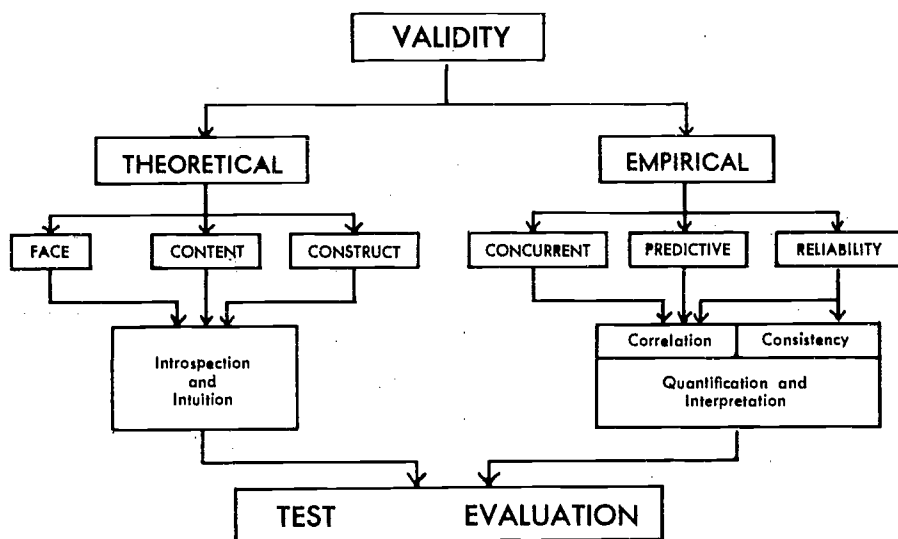 VALIDITY
THEORETICAL
EMPIRICAL
FACE
CONTENT
CONSTRUCT
CONCURRENT
PREDICTIVE
RELIABILITY
Introspection
and
Intuition
Correlation
Consistency
Quantification and
Interpretation
TEST EVALUATION